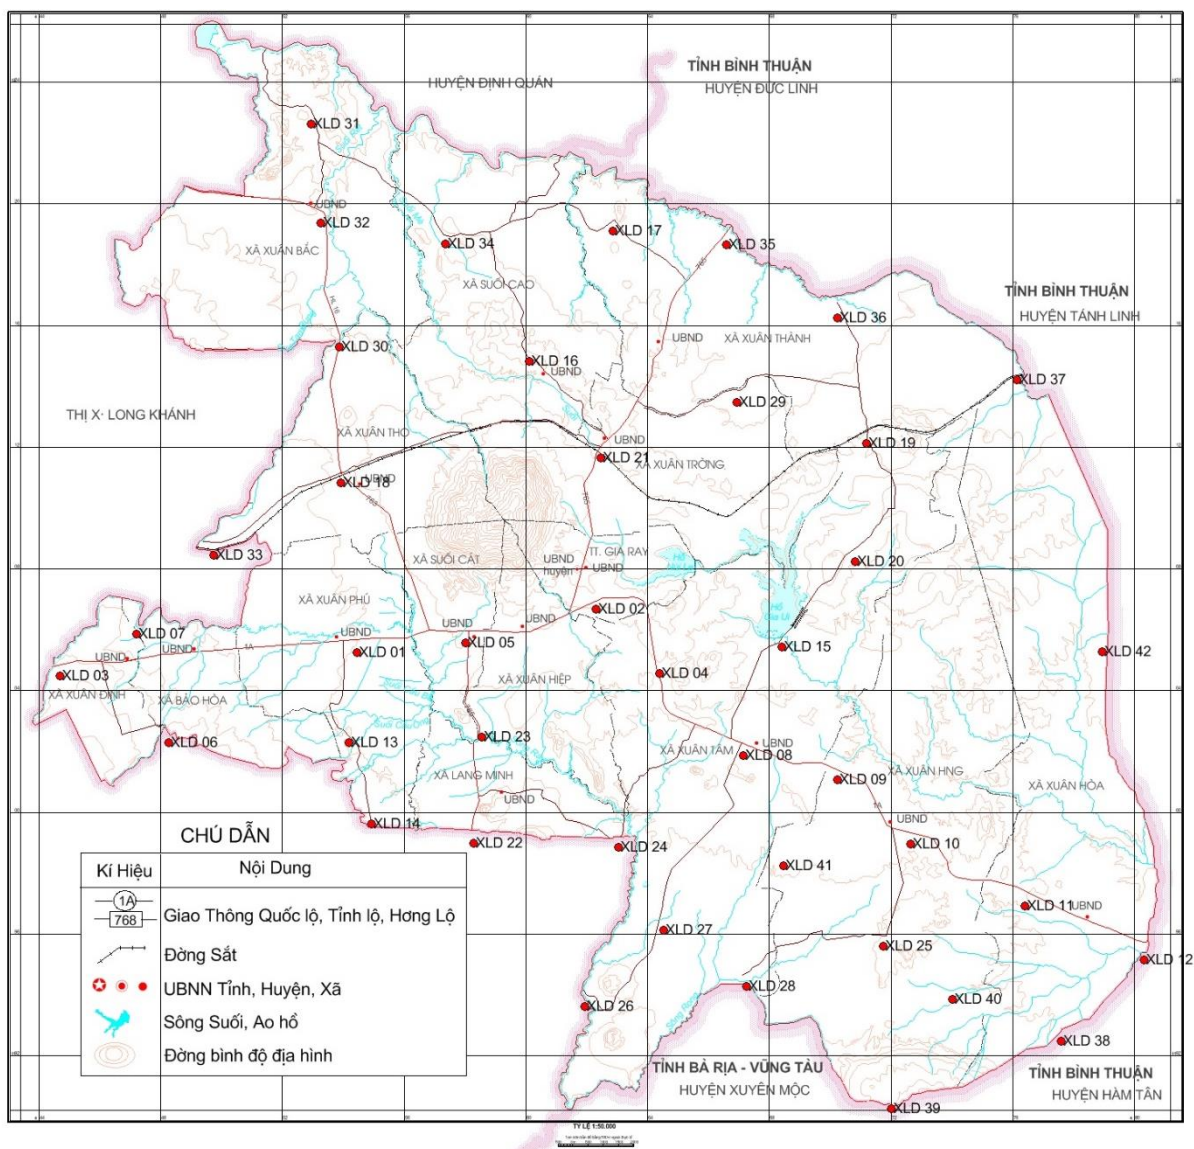 TỈNH BÌNH THUẬN
HUYỆN ĐỊNH QUÁN
HUYỆN ĐỨC LINH
XLD 31
UBND
XLD 32
XLD 17
XLD 34
XLD 35
XÃ XUÂN BẮC
XÃ SUỐI CAO
765
TỈNH BÌNH THUẬN
HUYỆN TÁNH LINH
XLD 36
XLD 30
UBND
XÃ XUÂN THÀNH
XLD 16
UBND
XLD 37
XLD 29
THỊ X· LONG KHÁNH
XÃ XUÂN THỌ
UBND
XLD 19
XLD 21
XÃ XUÂN TRỜNG
XLD 18
UBND
765
XLD 33
XÃ SUỐI CÁT
UBND
huyện
TT. GIA RAY
UBND
XLD 20
XÃ XUÂN PHÚ
XLD 02
UBND
UBND
XLD 07
UBND
XLD 05
UBND
UBND
1A
XLD 01
XLD 15
XLD 42
XLD 03
XÃ XUÂN ĐỊNH
XÃ BẢO HÒA
XÃ XUÂN HIỆP
XLD 04
XLD 06
XLD 13
XLD 23
XÃ XUÂN TÂM
UBND
XLD 08
XÃ LANG MINH
UBND
XLD 09
XÃ XUÂN HNG
XÃ XUÂN HÒA
1A
UBND
XLD 14
XLD 22
XLD 24
XLD 10
XLD 41
XLD 11
UBND
XLD 27
XLD 25
XLD 12
XLD 28
XLD 26
XLD 40
XLD 38
TỈNH BÀ RỊA - VŨNG TÀU
HUYỆN XUYÊN MỘC
TỈNH BÌNH THUẬN
HUYỆN HÀM TÂN
XLD 39
CHÚ DẪN
Kí Hiệu
Nội Dung
1A
768
Giao Thông Quốc lộ, Tỉnh lộ, Hơng Lộ
Đờng Sắt
UBNN Tỉnh, Huyện, Xã
Sông Suối, Ao hồ
Đờng bình độ địa hình
TỶ LỆ 1:50.000